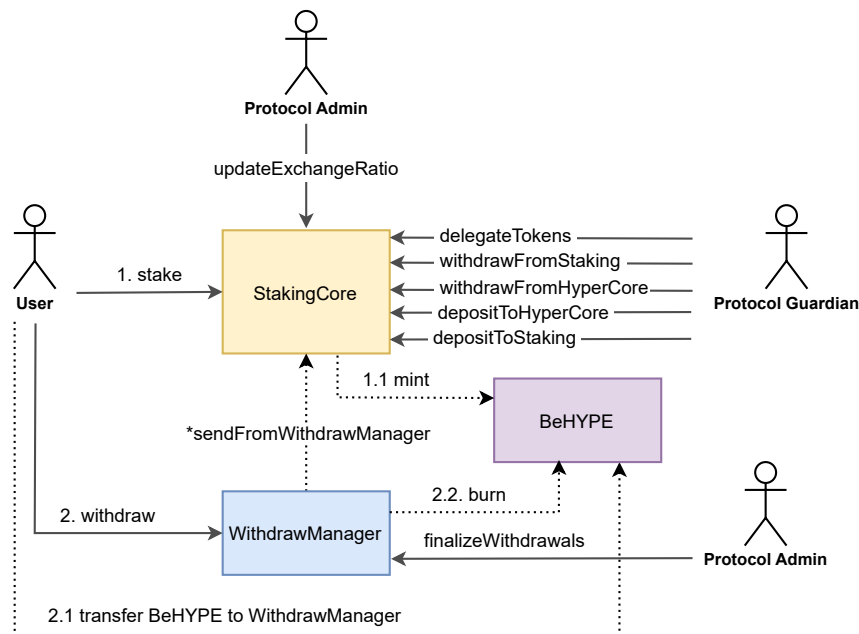 Protocol Admin
updateExchangeRatio
User
1. stake
StakingCore
delegateTokens
withdrawFromStaking
withdrawFromHyperCore
depositToHyperCore
depositToStaking
Protocol Guardian
1.1 mint
BeHYPE
*sendFromWithdrawManager
2. withdraw
WithdrawManager
2.2. burn
finalizeWithdrawals
Protocol Admin
2.1 transfer BeHYPE to WithdrawManager